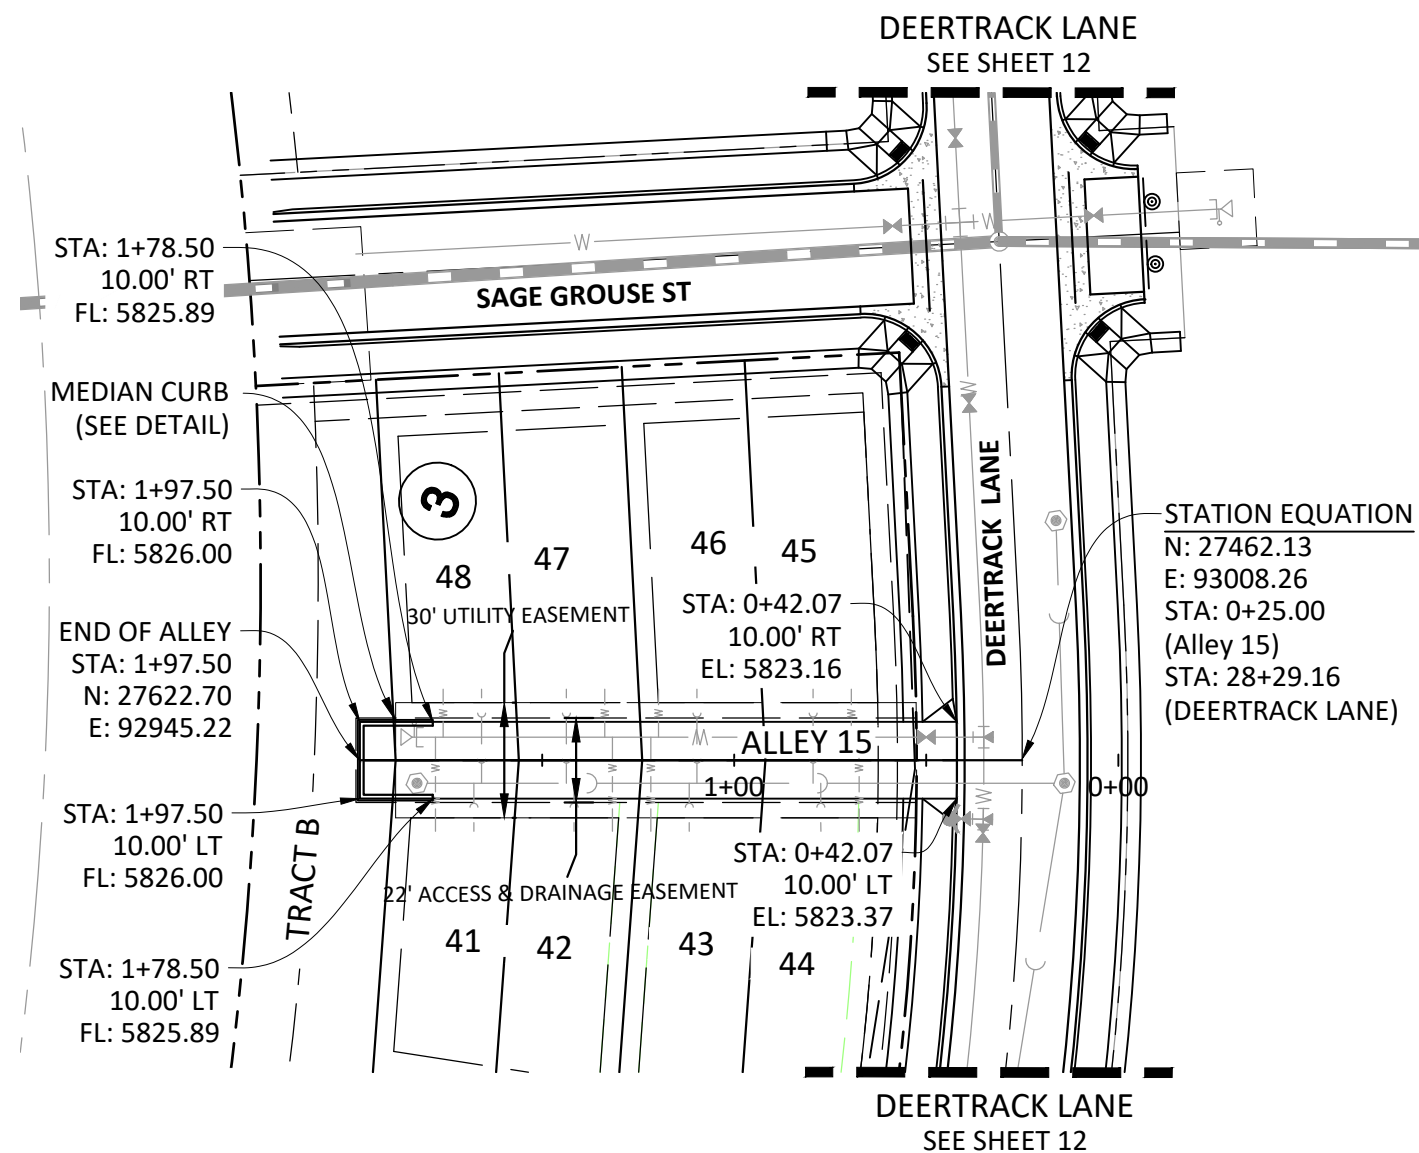 DEERTRACK LANE
SEE SHEET 12
STA: 1+78.50
10.00' RT
FL: 5825.89
W
W
SAGE GROUSE ST
MEDIAN CURB
(SEE DETAIL)
STA: 1+97.50
10.00' RT
FL: 5826.00
END OF ALLEY
STA: 1+97.50
N: 27622.70
E: 92945.22
STA: 1+97.50
10.00' LT
FL: 5826.00
STA: 1+78.50
10.00' LT
FL: 5825.89
TRACT B
3
48
47
46
45
30' UTILITY EASEMENT
STA: 0+42.07
10.00' RT
EL: 5823.16
W
DEERTRACK LANE
STATION EQUATION
N: 27462.13
E: 93008.26
STA: 0+25.00
(Alley 15)
STA: 28+29.16
(DEERTRACK LANE)
W
ALLEY 15
1+00
0+00
W
STA: 0+42.07
10.00' LT
EL: 5823.37
22' ACCESS & DRAINAGE EASEMENT
41
42
43
44
DEERTRACK LANE
SEE SHEET 12